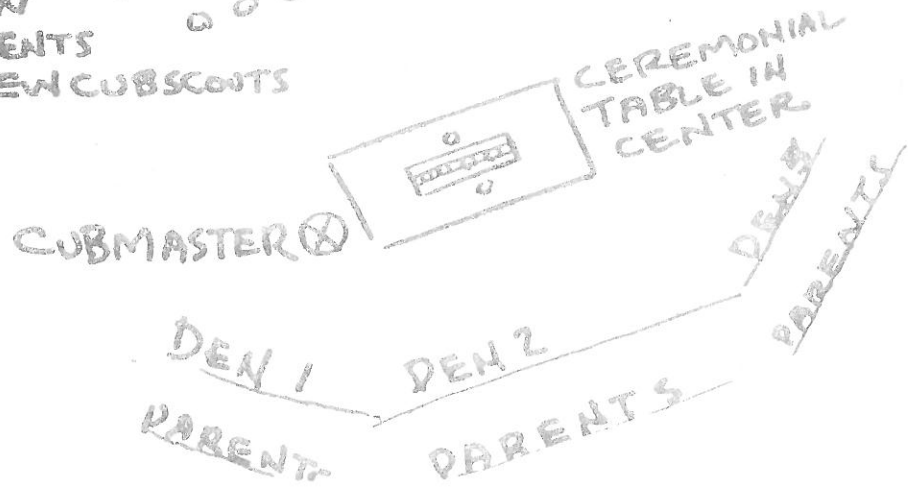 ENTS
EW CUBSCOUTS
CEREMONIAL
TABLE IN
CENTER
CUBMASTER
DEN 1
DEN 2
PARENTS
PARENTS